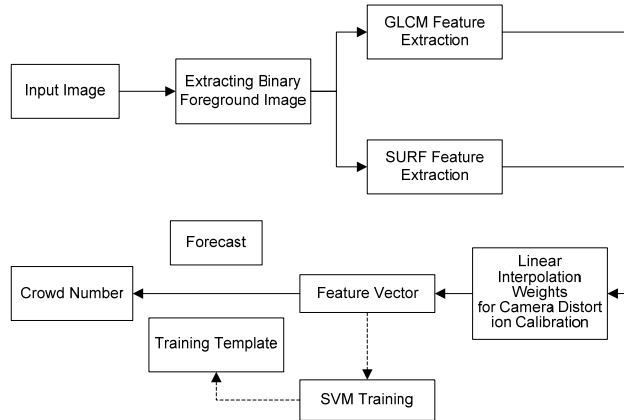 GLCM Feature
Extraction
Input Image
Extracting Binary
Foreground Image
SURF Feature
Extraction
Forecast
Crowd Number
Feature Vector
Linear
Interpolation
Weights
for Camera Distort
ion Calibration
Training Template
SVM Training